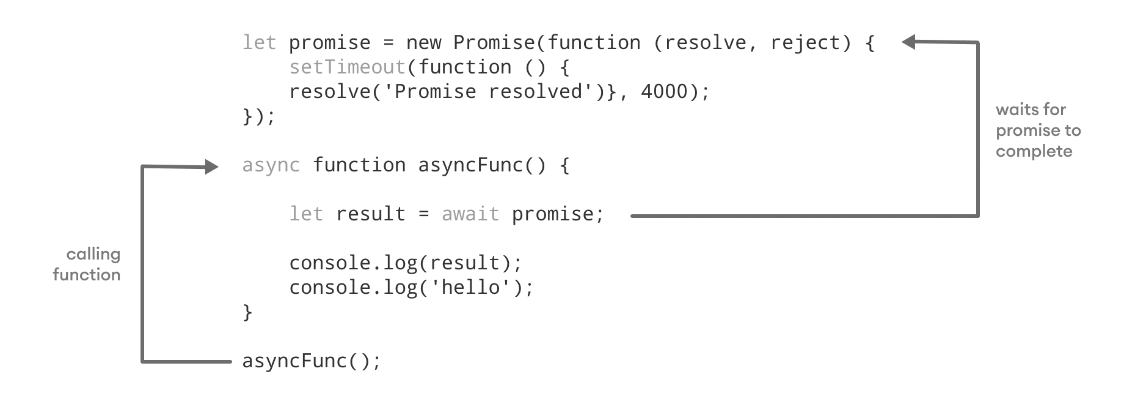 let promise = new Promise(function (resolve, reject) {
    setTimeout(function () {
    resolve('Promise resolved')}, 4000);
});
waits for
promise to
complete
async function asyncFunc() {
    let result = await promise;
calling
function
    console.log(result);
    console.log('hello');
}
asyncFunc();